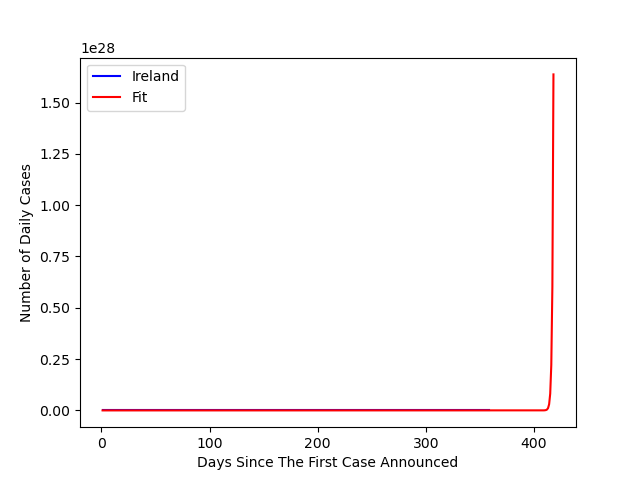 1e28
Ireland
Fit
1.50
1.25
1.00
0.75
0.50
0.25
0.00
Number of Daily Cases
0 100 200 300 400
Days Since The First Case Announced